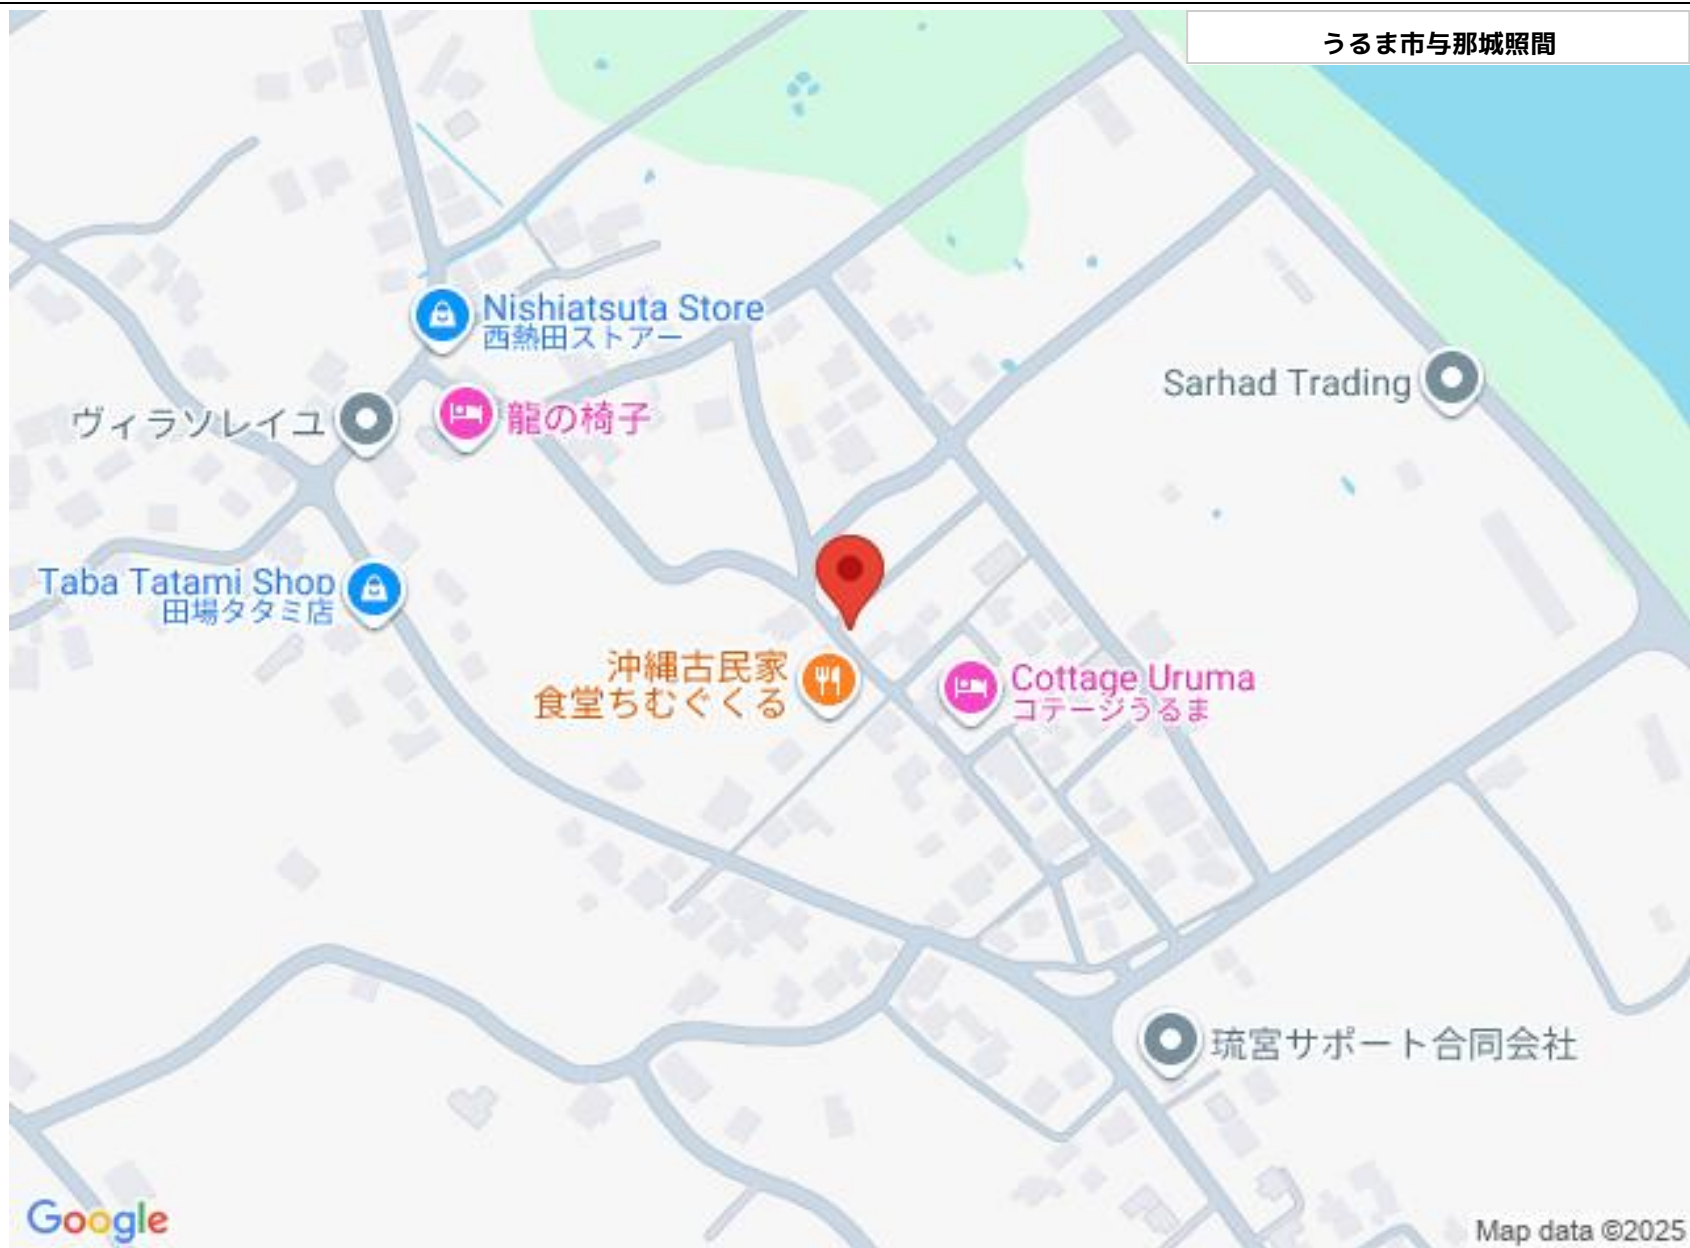 うるま市与那城照間
Nishiatsuta Store
西熱田ストアー
Sarhad Trading
ヴィラソレイユ
龍の椅子
Taba Tatami Shop
田場タタミ店
沖縄古民家
食堂ちむぐくる
Cottage Uruma
コテージうるま
琉宮サポート合同会社
Google
Map data ©2025